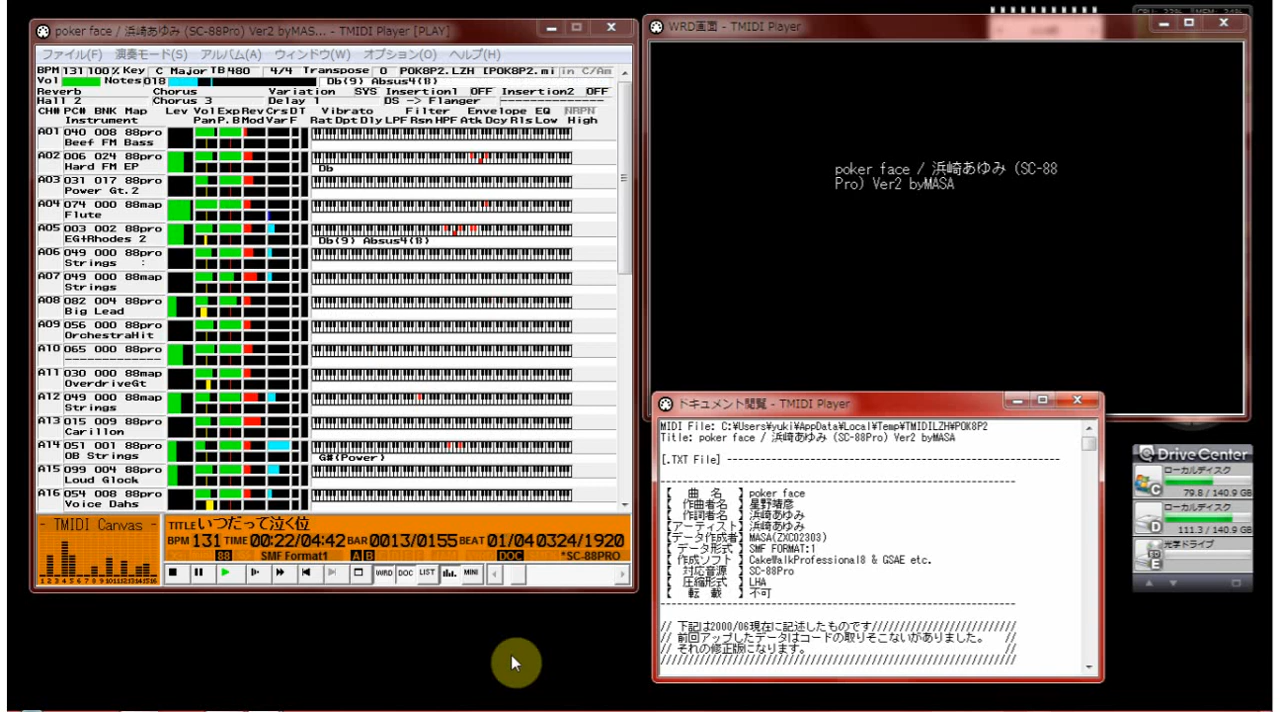 poker face / 浜崎あゆみ (SC-88Pro) Ver2 byMAS... - TMIDI Player [PLAY]
ファイル(F) 演奏モード(S) アルバム(A) ウィンドウ(W) オプション(O) ヘルプ(H)
BPM 131 100% Key C Major TB 480 4/4 Transpose 0 POK8P2.LZH [POK8P2.mi in C/Am
Vol Notes 018 Db(9) Absus4(B)
Reverb Chorus Variation SYS Insertion1 OFF Insertion2 OFF
Hall 2 Chorus 3 Delay 1 DS -> Flanger
CH# PC# BNK Map Lev Vol Exp Rev Crs DT Vibrato Filter Envelope EQ NRPN
Instrument Pan P.B Mod Var F Rat Dpt Dly LPF Rsn HPF Atk Dcy Rls Low High
A01 040 008 88pro
Beef FM Bass
A02 006 024 88pro
Hard FM EP Db
A03 031 017 88pro
Power Gt.2
A04 074 000 88map
Flute
A05 003 002 88pro
EG+Rhodes 2 Db(9) Absus4(B)
A06 049 000 88pro
Strings :
A07 049 000 88map
Strings
A08 082 004 88pro
Big Lead
A09 056 000 88pro
OrchestraHit
A10 065 000 88pro
-------------
A11 030 000 88map
OverdriveGt
A12 049 000 88map
Strings
A13 015 009 88pro
Carillon
A14 051 001 88pro
OB Strings G#(Power)
A15 099 004 88pro
Loud Glock
A16 054 008 88pro
Voice Dahs
- TMIDI Canvas -
1 2 3 4 5 6 7 8 9 10 11 12 13 14 15 16
TITLE いつだって泣く位
BPM 131 TIME 00:22/04:42 BAR 0013/0155 BEAT 01/04 0324/1920
88 SMF Format1 A B DOC *SC-88PRO
WRD DOC LIST MINI
WRD画面 - TMIDI Player
poker face / 浜崎あゆみ (SC-88
Pro) Ver2 byMASA
ドキュメント閲覧 - TMIDI Player
MIDI File: C:¥Users¥yuki¥AppData¥Local¥Temp¥TMIDILZH¥POK8P2
Title: poker face / 浜崎あゆみ (SC-88Pro) Ver2 byMASA
[.TXT File] ------------------------------------------------
【 曲 名 】poker face
【 作曲者名 】星野靖彦
【 作詞者名 】浜崎あゆみ
【アーティスト】浜崎あゆみ
【データ作成者】MASA(ZXC02303)
【 データ形式 】SMF FORMAT:1
【 作成ソフト 】CakeWalkProfessional8 & GSAE etc.
【 対応音源 】SC-88Pro
【 圧縮形式 】LHA
【 転 載 】不可
// 下記は2000/06現在に記述したものです//////////////////////////
// 前回アップしたデータはコードの取りそこないがありました。 //
// それの修正版になります。 //
////////////////////////////////////////////////////////////////
Drive Center
ローカルディスク
C 79.8 / 140.9 GB
ローカルディスク
D 111.3 / 140.9 GB
光学ドライブ
E